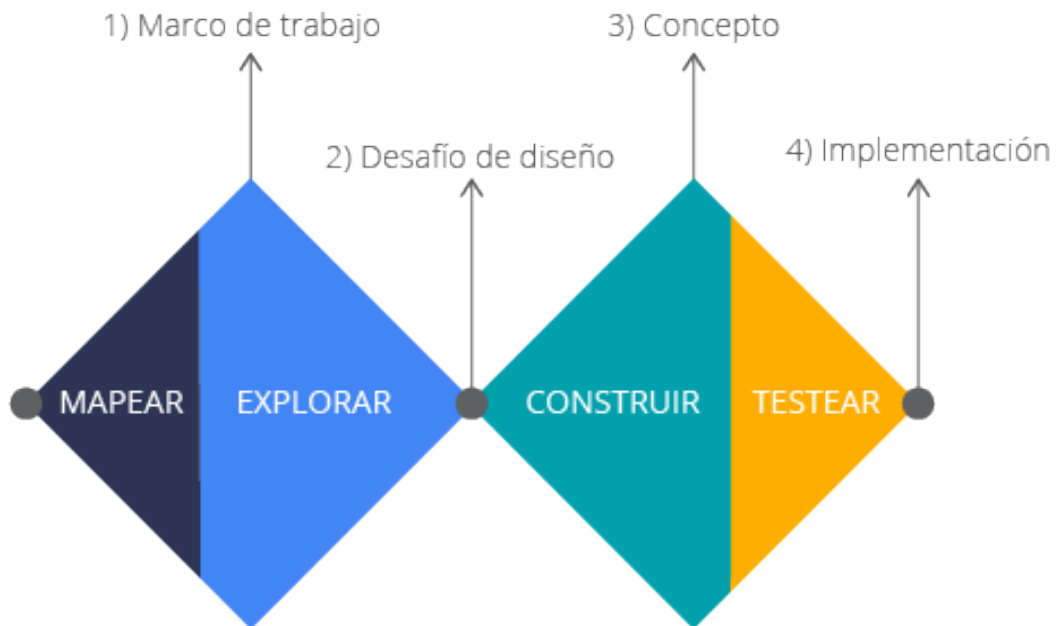 1) Marco de trabajo
3) Concepto
2) Desafío de diseño
4) Implementación
MAPEAR
EXPLORAR
CONSTRUIR
TESTEAR